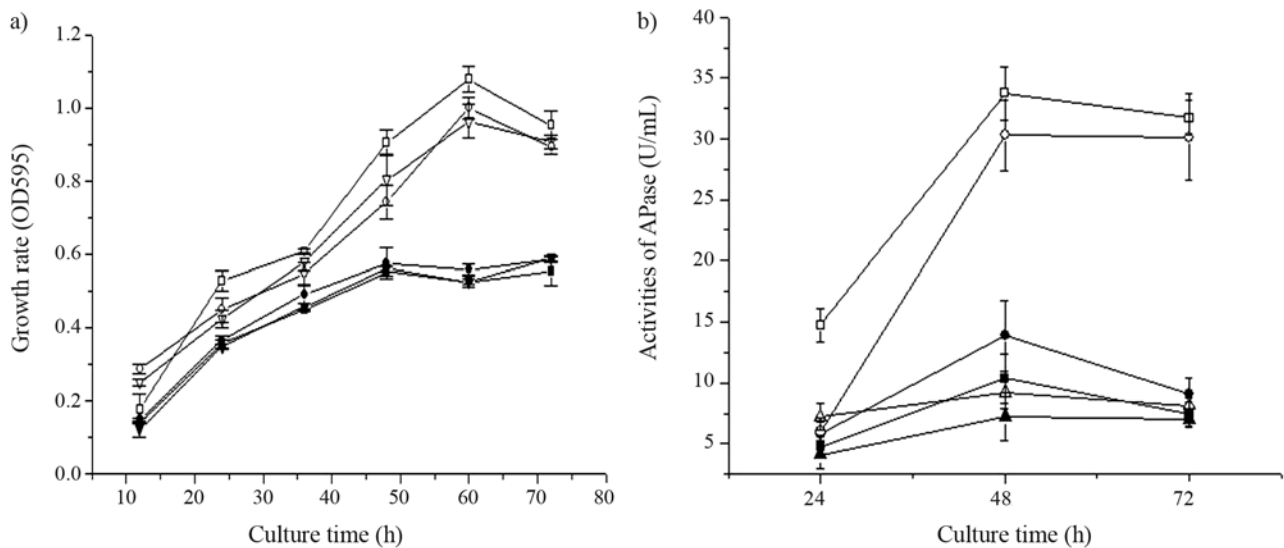 a)
Growth rate (OD595)
1.2
1.0
0.8
0.6
0.4
0.2
0.0
10 20 30 40 50 60 70 80
Culture time (h)
b)
Activities of APase (U/mL)
40
35
30
25
20
15
10
5
24 48 72
Culture time (h)